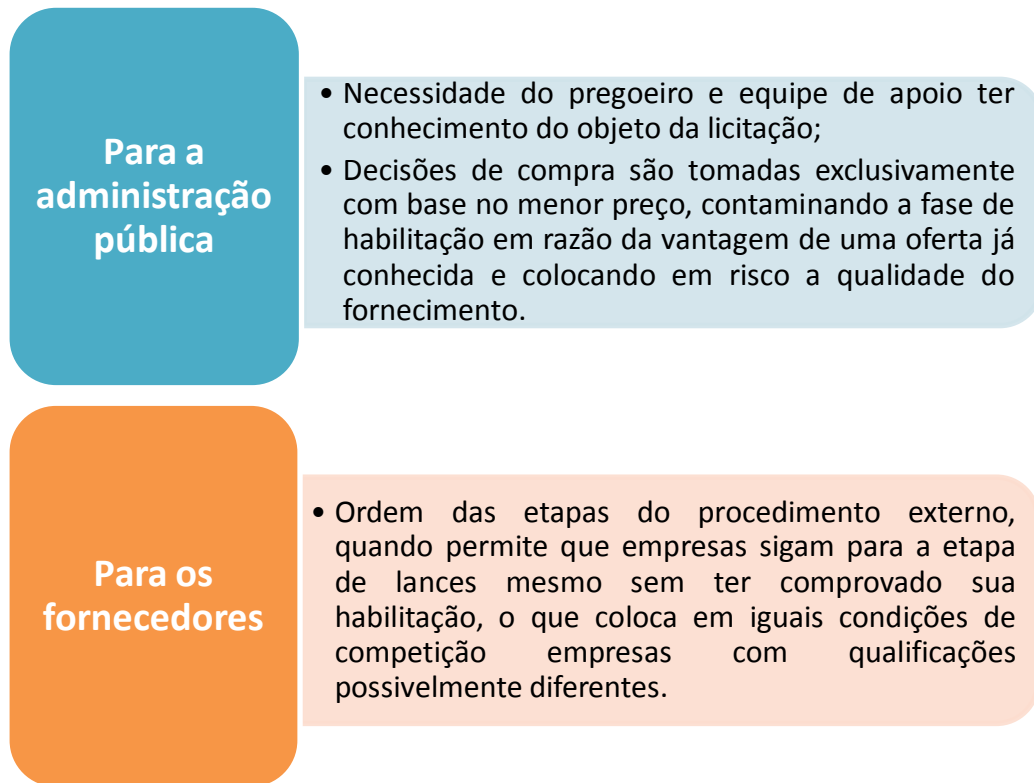 Para a
administração
pública
• Necessidade do pregoeiro e equipe de apoio ter
conhecimento do objeto da licitação;
• Decisões de compra são tomadas exclusivamente
com base no menor preço, contaminando a fase de
habilitação em razão da vantagem de uma oferta já
conhecida e colocando em risco a qualidade do
fornecimento.
Para os
fornecedores
• Ordem das etapas do procedimento externo,
quando permite que empresas sigam para a etapa
de lances mesmo sem ter comprovado sua
habilitação, o que coloca em iguais condições de
competição empresas com qualificações
possivelmente diferentes.